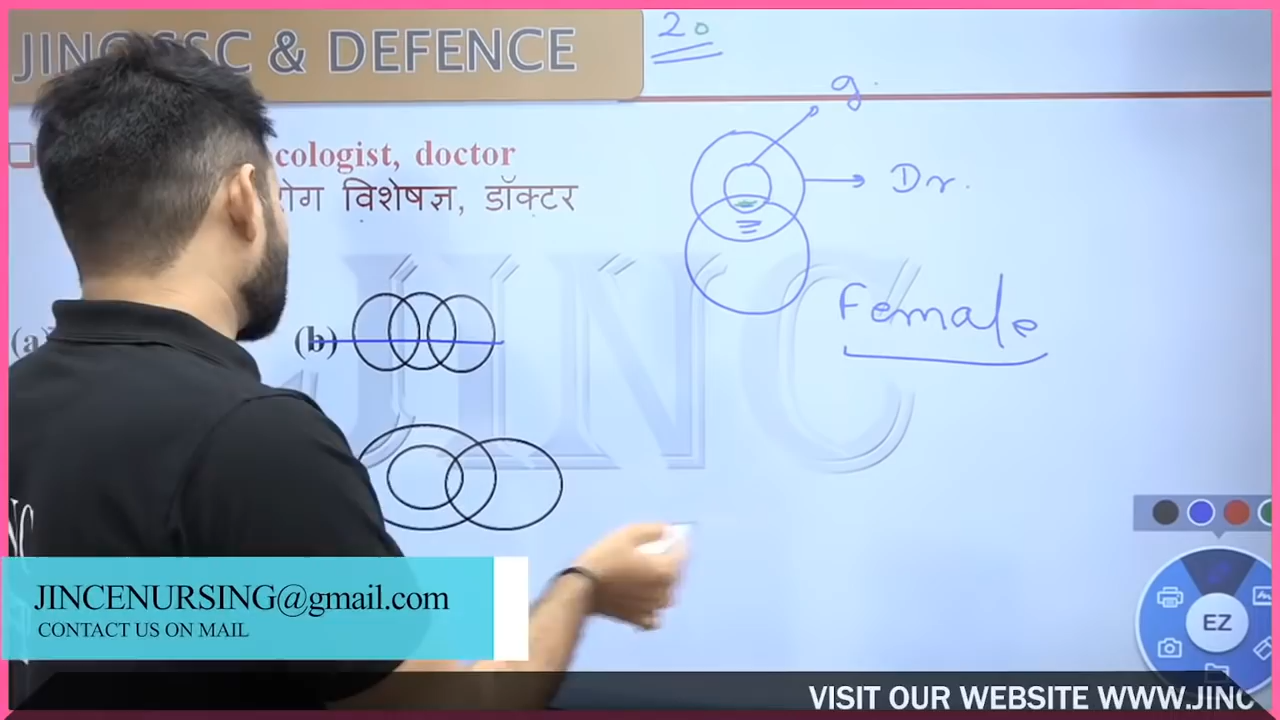 JINC SSC & DEFENCE
20
g.
cologist, doctor
रोग विशेषज्ञ, डॉक्टर
Dr.
Female
(a)
(b)
JINC
JINCENURSING@gmail.com
CONTACT US ON MAIL
EZ
VISIT OUR WEBSITE WWW.JINC